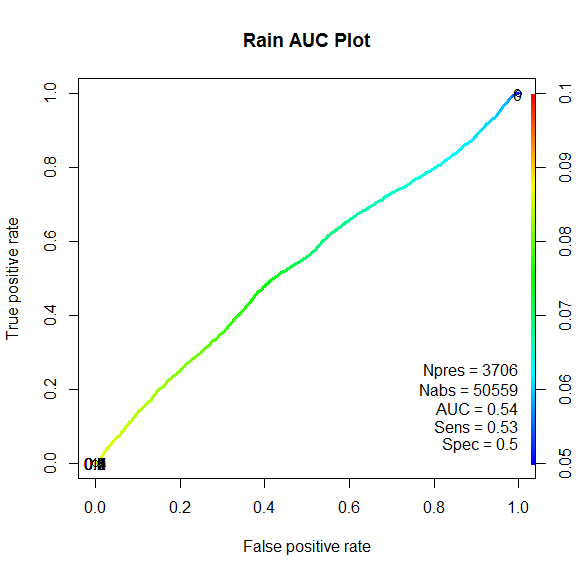 Rain AUC Plot
True positive rate
1.0
0.8
0.6
0.4
0.2
0.0
0.0 0.2 0.4 0.6 0.8 1.0
False positive rate
Npres = 3706
Nabs = 50559
AUC = 0.54
Sens = 0.53
Spec = 0.5
0.1
0.09
0.08
0.07
0.06
0.05